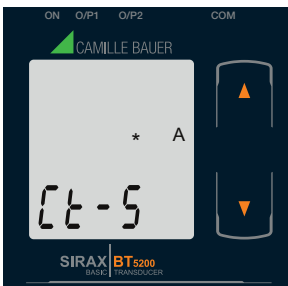 ON O/P1 O/P2 COM
CAMILLE BAUER
* A
Ct-S
SIRAX BT5200
BASIC TRANSDUCER